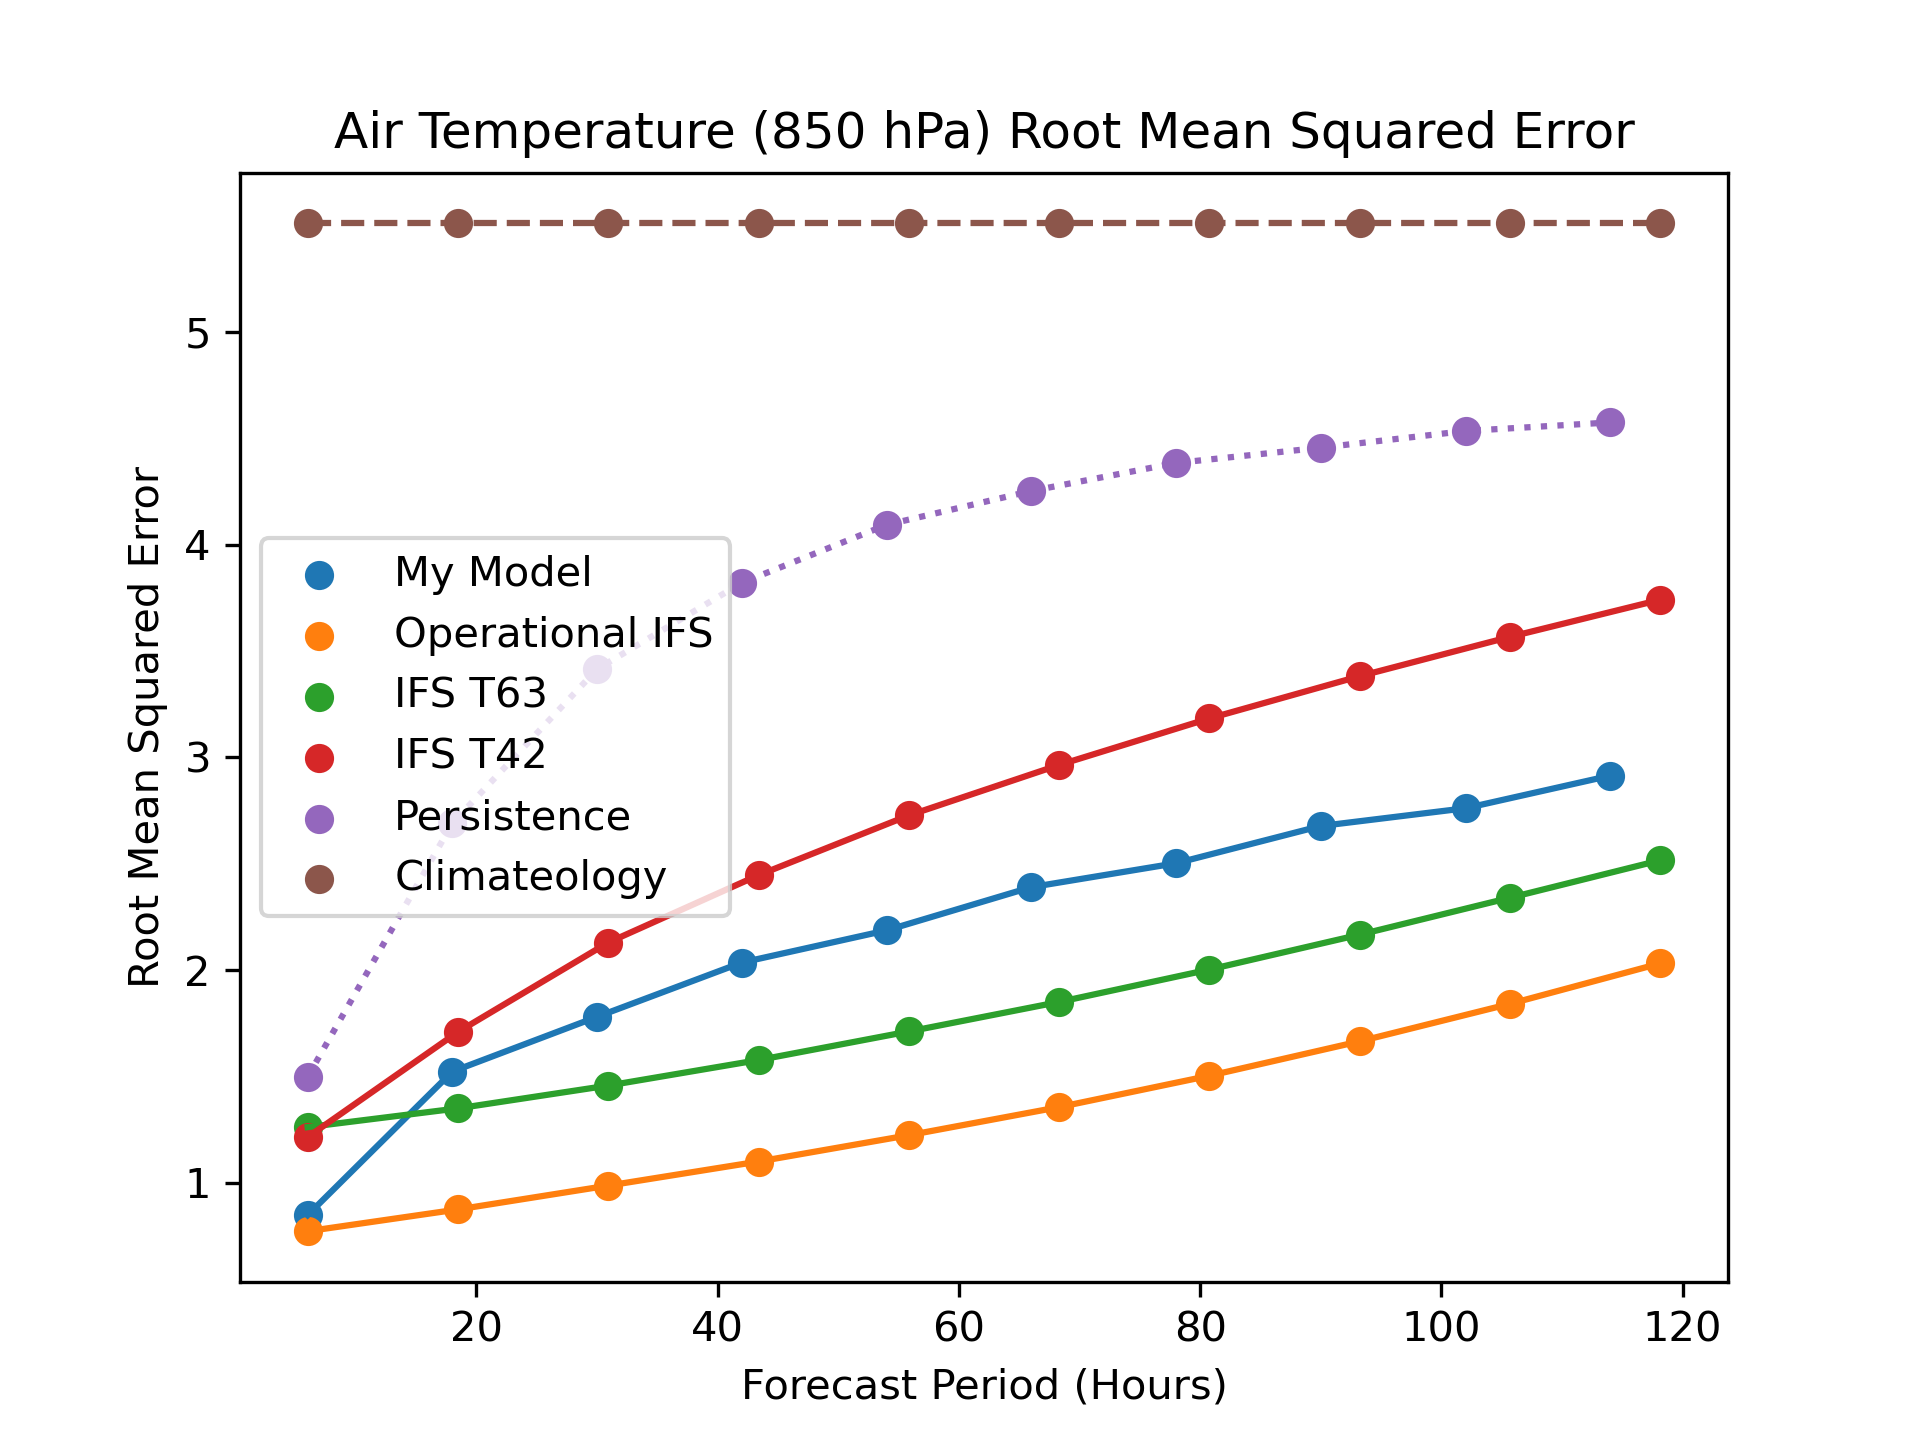 Air Temperature (850 hPa) Root Mean Squared Error
Root Mean Squared Error
5
4
3
2
1
My Model
Operational IFS
IFS T63
IFS T42
Persistence
Climateology
20 40 60 80 100 120
Forecast Period (Hours)